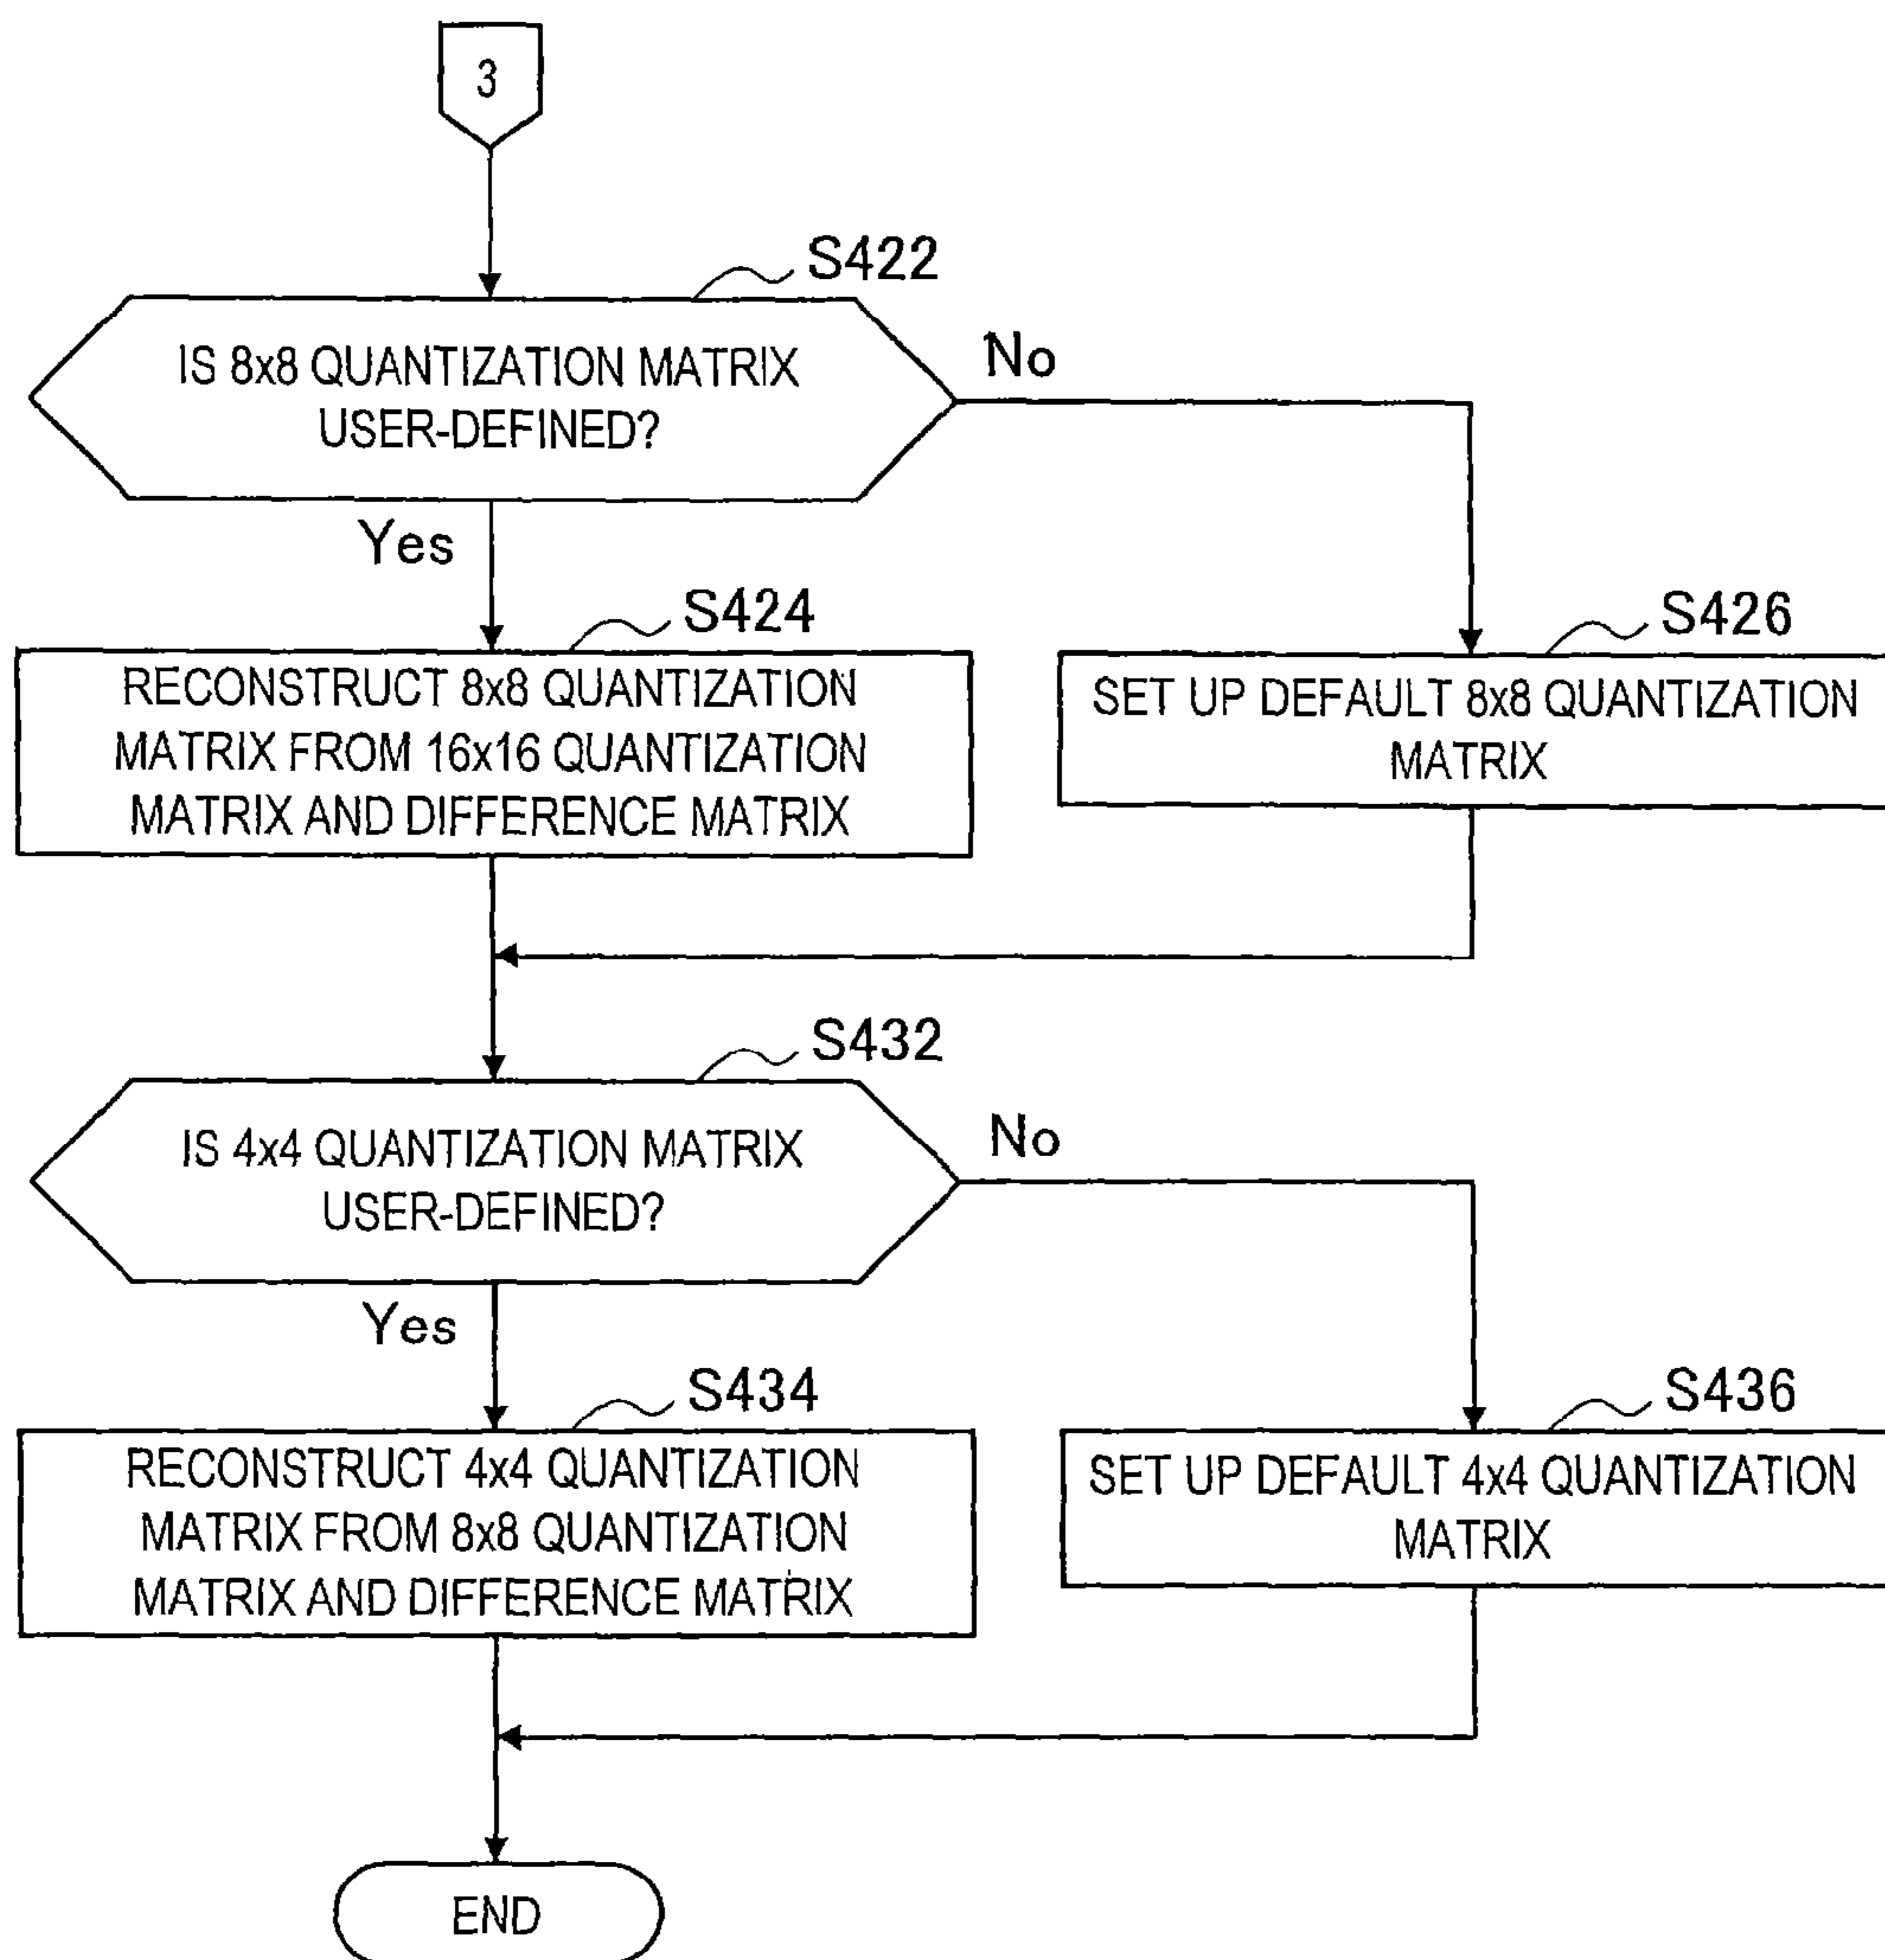 3
S422
IS 8x8 QUANTIZATION MATRIX
USER-DEFINED?
No
Yes
S424
RECONSTRUCT 8x8 QUANTIZATION
MATRIX FROM 16x16 QUANTIZATION
MATRIX AND DIFFERENCE MATRIX
S426
SET UP DEFAULT 8x8 QUANTIZATION
MATRIX
S432
IS 4x4 QUANTIZATION MATRIX
USER-DEFINED?
No
Yes
S434
RECONSTRUCT 4x4 QUANTIZATION
MATRIX FROM 8x8 QUANTIZATION
MATRIX AND DIFFERENCE MATRIX
S436
SET UP DEFAULT 4x4 QUANTIZATION
MATRIX
END